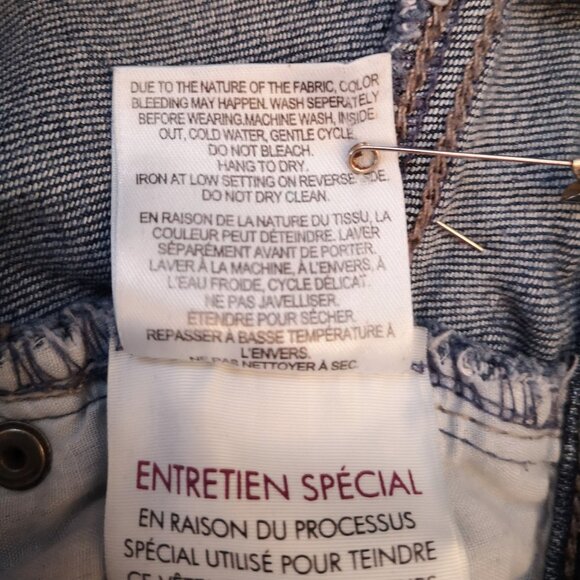 DUE TO THE NATURE OF THE FABRIC, COLOR
BLEEDING MAY HAPPEN. WASH SEPERATELY
BEFORE WEARING.MACHINE WASH, INSIDE
OUT, COLD WATER, GENTLE CYCLE.
DO NOT BLEACH.
HANG TO DRY.
IRON AT LOW SETTING ON REVERSE SIDE.
DO NOT DRY CLEAN.
EN RAISON DE LA NATURE DU TISSU, LA
COULEUR PEUT DÉTEINDRE. LAVER
SÉPARÉMENT AVANT DE PORTER.
LAVER À LA MACHINE, À L'ENVERS, À
L'EAU FROIDE, CYCLE DÉLICAT.
NE PAS JAVELLISER.
ÉTENDRE POUR SÉCHER.
REPASSER À BASSE TEMPÉRATURE À
L'ENVERS.
NE PAS NETTOYER À SEC.
ENTRETIEN SPÉCIAL
EN RAISON DU PROCESSUS
SPÉCIAL UTILISÉ POUR TEINDRE